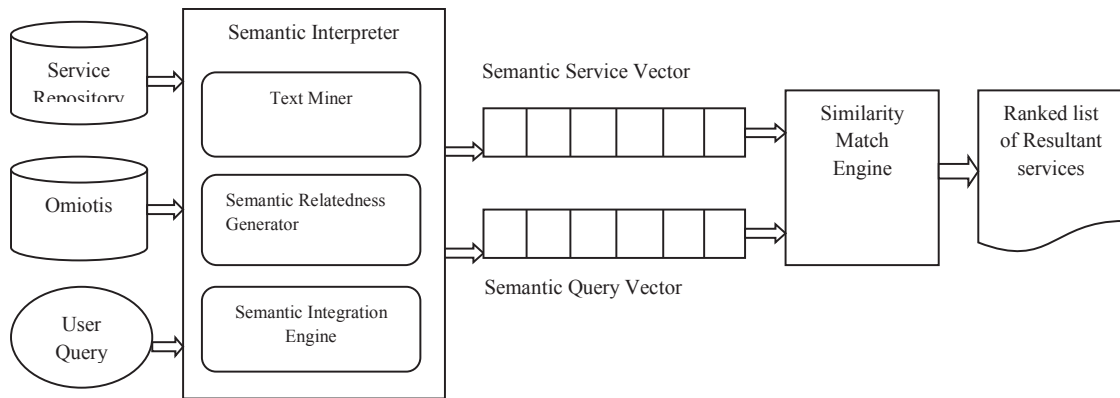 Service
Repository
Omiotis
User
Query
Semantic Interpreter
Text Miner
Semantic Relatedness
Generator
Semantic Integration
Engine
Semantic Service Vector
Semantic Query Vector
Similarity
Match
Engine
Ranked list
of Resultant
services